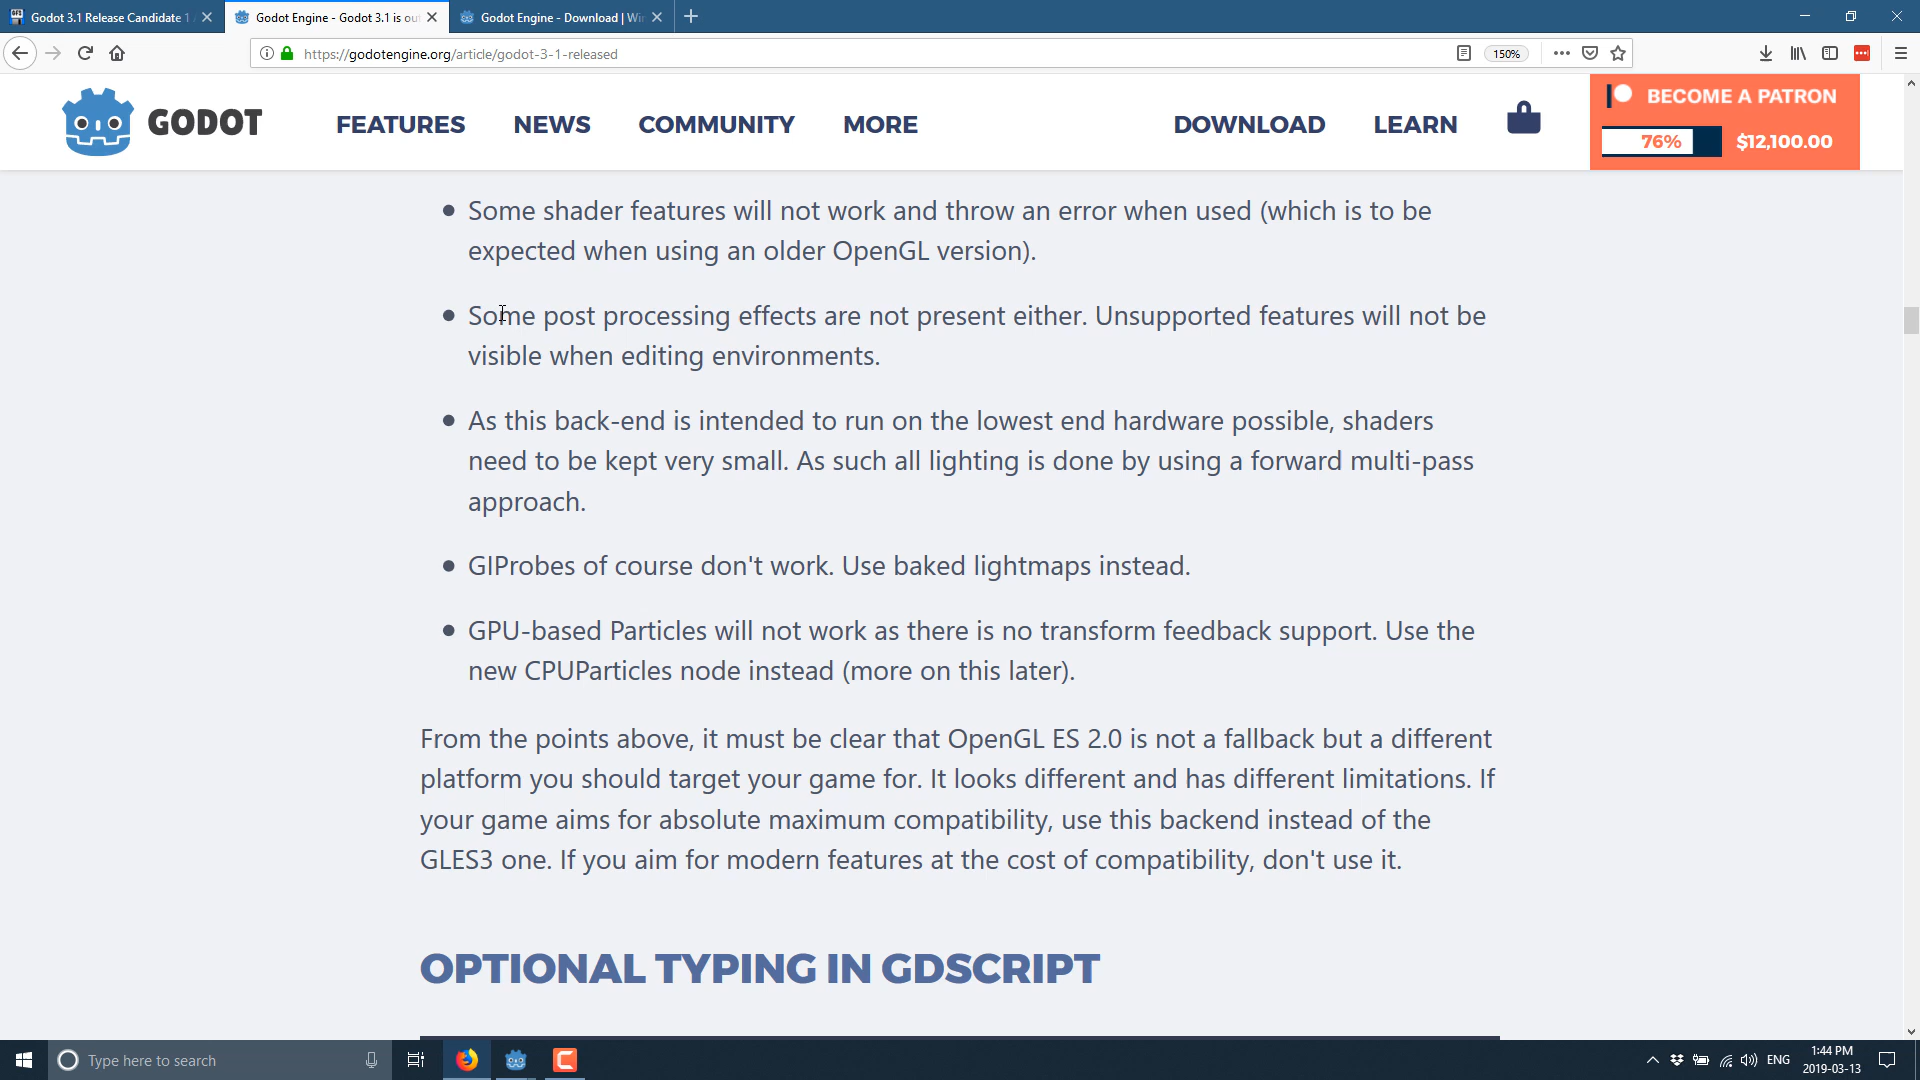 Godot 3.1 Release Candidate 1
Godot Engine - Godot 3.1 is ou
Godot Engine - Download | Wi
https://godotengine.org/article/godot-3-1-released
150%
GODOT
FEATURES NEWS COMMUNITY MORE DOWNLOAD LEARN
BECOME A PATRON
76% $12,100.00
• Some shader features will not work and throw an error when used (which is to be
expected when using an older OpenGL version).
• Some post processing effects are not present either. Unsupported features will not be
visible when editing environments.
• As this back-end is intended to run on the lowest end hardware possible, shaders
need to be kept very small. As such all lighting is done by using a forward multi-pass
approach.
• GIProbes of course don't work. Use baked lightmaps instead.
• GPU-based Particles will not work as there is no transform feedback support. Use the
new CPUParticles node instead (more on this later).
From the points above, it must be clear that OpenGL ES 2.0 is not a fallback but a different
platform you should target your game for. It looks different and has different limitations. If
your game aims for absolute maximum compatibility, use this backend instead of the
GLES3 one. If you aim for modern features at the cost of compatibility, don't use it.
OPTIONAL TYPING IN GDSCRIPT
Type here to search
ENG
1:44 PM
2019-03-13